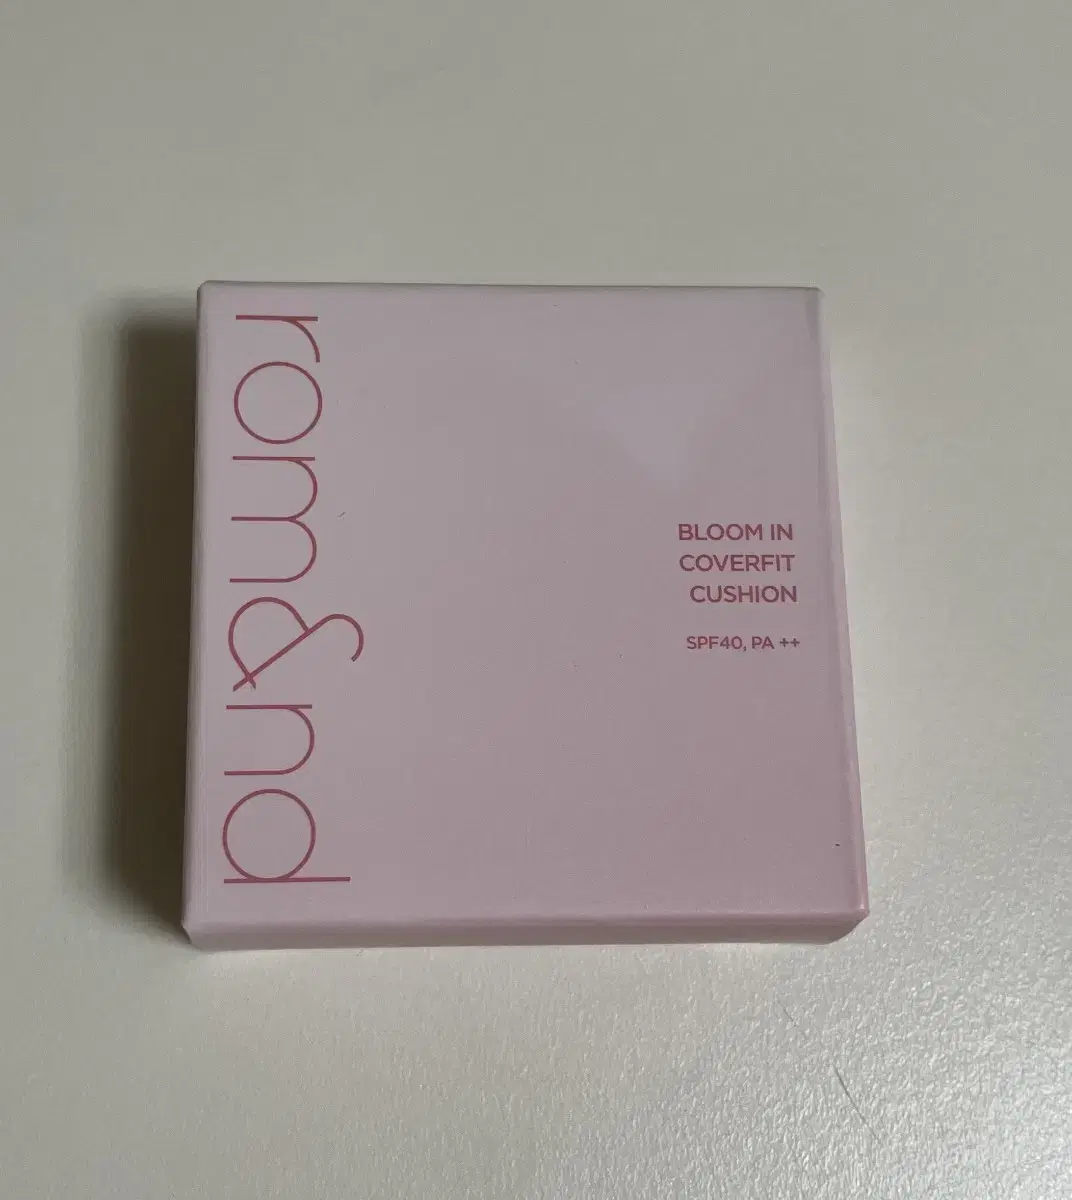 rom&nd
BLOOM IN
COVERFIT
CUSHION
SPF40, PA ++